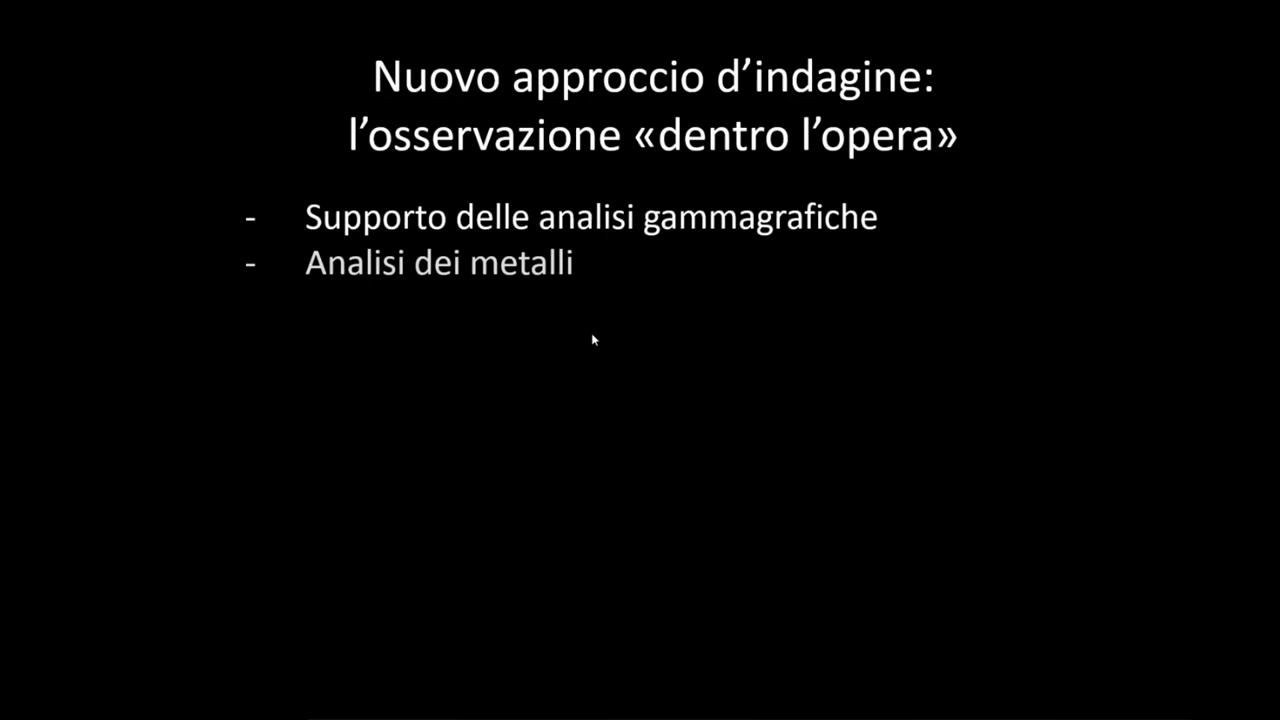 Nuovo approccio d’indagine:
l’osservazione «dentro l’opera»
- Supporto delle analisi gammagrafiche
- Analisi dei metalli